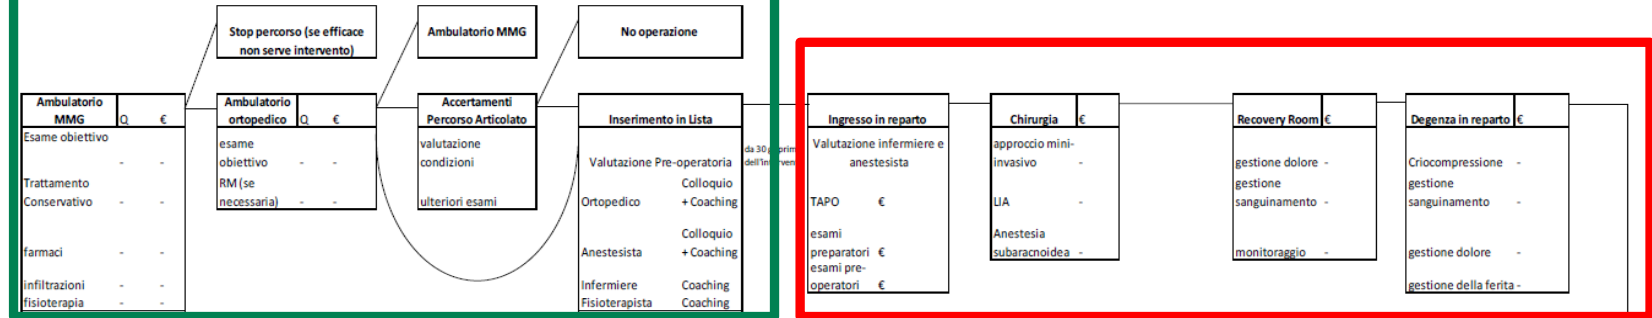 Stop percorso (se efficace
non serve intervento)
Ambulatorio MMG
No operazione
Ambulatorio
MMG Q €
Esame obiettivo
- -
Trattamento
Conservativo - -
farmaci - -
infiltrazioni - -
fisioterapia - -
Ambulatorio
ortopedico Q €
esame
obiettivo - -
RM (se
necessaria) - -
Accertamenti
Percorso Articolato
valutazione
condizioni
ulteriori esami
Inserimento in Lista
Valutazione Pre-operatoria
Colloquio
Ortopedico + Coaching
Colloquio
Anestesista + Coaching
Infermiere Coaching
Fisioterapista Coaching
da 30
dell'
Ingresso in reparto
Valutazione infermiere e
anestesista
TAPO €
esami
preparatori €
esami pre-
operatori €
Chirurgia €
approccio mini-
invasivo -
LIA -
Anestesia
subaracnoidea -
Recovery Room €
gestione dolore -
gestione
sanguinamento -
monitoraggio -
Degenza in reparto €
Criocompressione -
gestione
sanguinamento -
gestione dolore -
gestione della ferita -